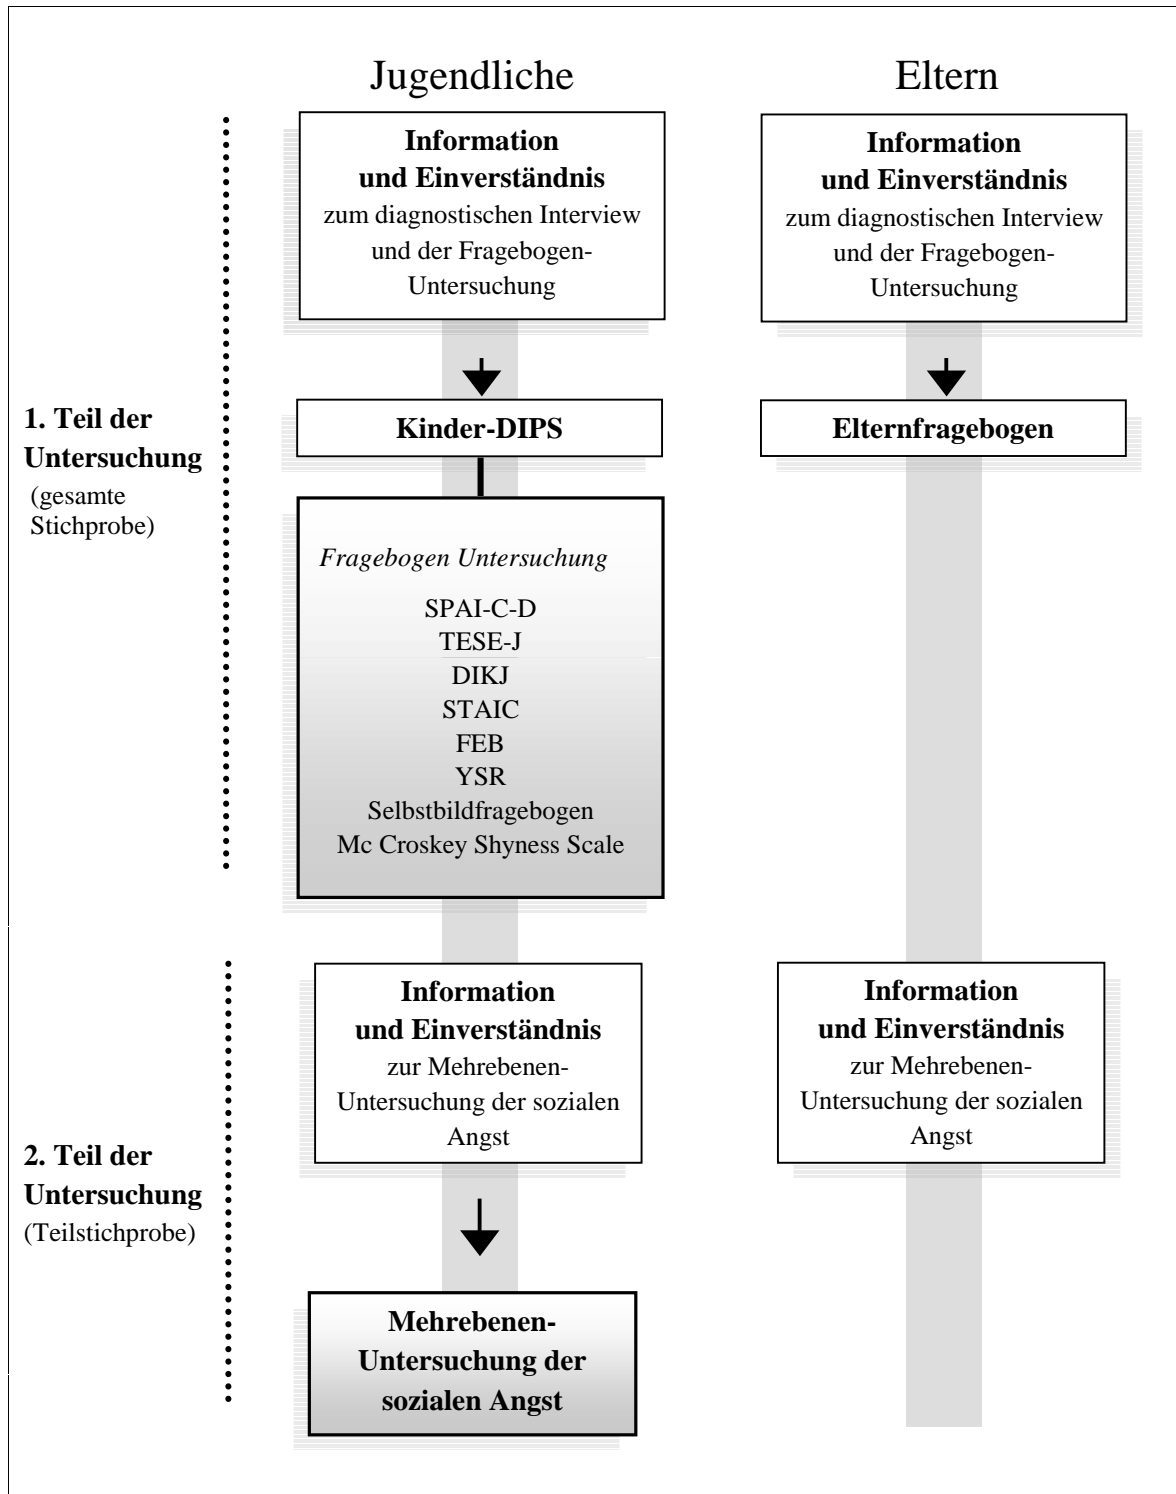 Jugendliche
Eltern
Information
und Einverständnis
zum diagnostischen Interview
und der Fragebogen-
Untersuchung
Information
und Einverständnis
zum diagnostischen Interview
und der Fragebogen-
Untersuchung
1. Teil der
Untersuchung
(gesamte
Stichprobe)
Kinder-DIPS
Elternfragebogen
Fragebogen Untersuchung
SPAI-C-D
TESE-J
DIKJ
STAIC
FEB
YSR
Selbstbildfragebogen
Mc Croskey Shyness Scale
2. Teil der
Untersuchung
(Teilstichprobe)
Information
und Einverständnis
zur Mehrebenen-
Untersuchung der sozialen
Angst
Information
und Einverständnis
zur Mehrebenen-
Untersuchung der sozialen
Angst
Mehrebenen-
Untersuchung der
sozialen Angst